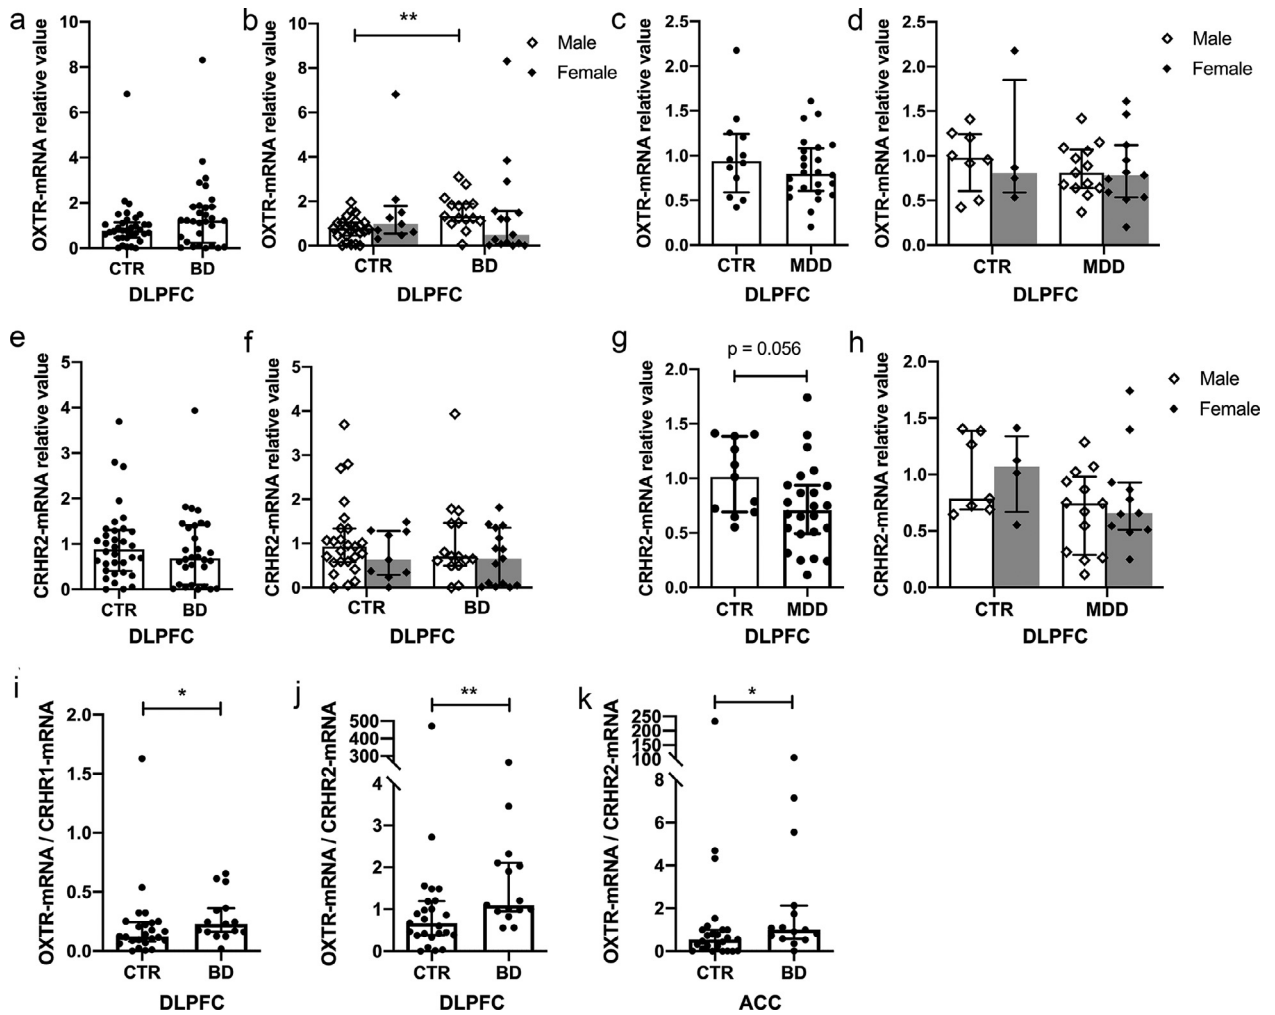 a
OXTR-mRNA relative value
10
8
6
4
2
0
CTR
BD
DLPFC
b
OXTR-mRNA relative value
10
8
6
4
2
0
**
Male
Female
CTR
BD
DLPFC
c
OXTR-mRNA relative value
2.5
2.0
1.5
1.0
0.5
0.0
CTR
MDD
DLPFC
d
OXTR-mRNA relative value
2.5
2.0
1.5
1.0
0.5
0.0
Male
Female
CTR
MDD
DLPFC
e
CRHR2-mRNA relative value
5
4
3
2
1
0
CTR
BD
DLPFC
f
CRHR2-mRNA relative value
5
4
3
2
1
0
CTR
BD
DLPFC
g
CRHR2-mRNA relative value
p = 0.056
2.0
1.5
1.0
0.5
0.0
CTR
MDD
DLPFC
h
CRHR2-mRNA relative value
2.0
1.5
1.0
0.5
0.0
Male
Female
CTR
MDD
DLPFC
i
OXTR-mRNA / CRHR1-mRNA
*
2.0
1.5
1.0
0.5
0.0
CTR
BD
DLPFC
j
OXTR-mRNA / CRHR2-mRNA
**
500
400
300
4
3
2
1
0
CTR
BD
DLPFC
k
OXTR-mRNA / CRHR2-mRNA
*
250
200
150
100
8
6
4
2
0
CTR
BD
ACC